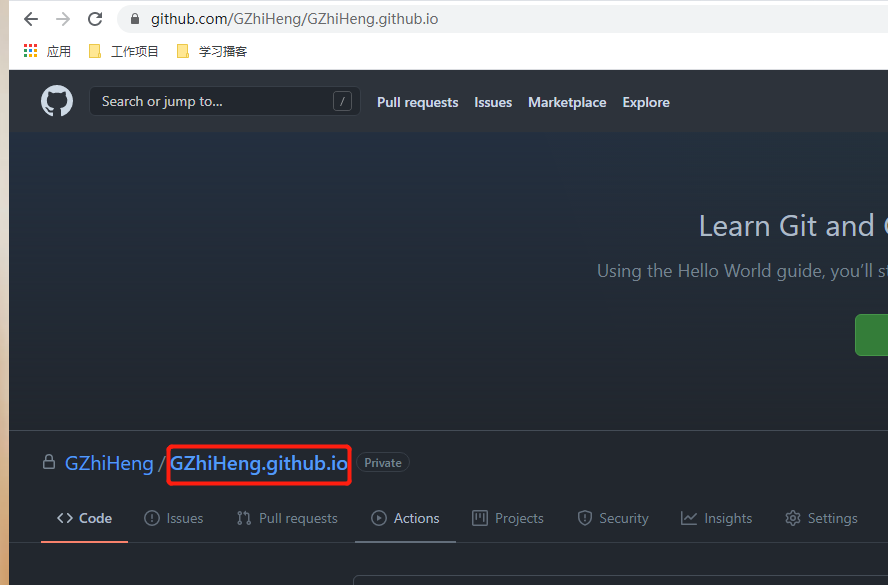 github.com/GZhiHeng/GZhiHeng.github.io
应用 工作项目 学习播客
Search or jump to... / Pull requests Issues Marketplace Explore
Learn Git and
Using the Hello World guide, you'll
GZhiHeng / GZhiHeng.github.io Private
Code Issues Pull requests Actions Projects Security Insights Settings